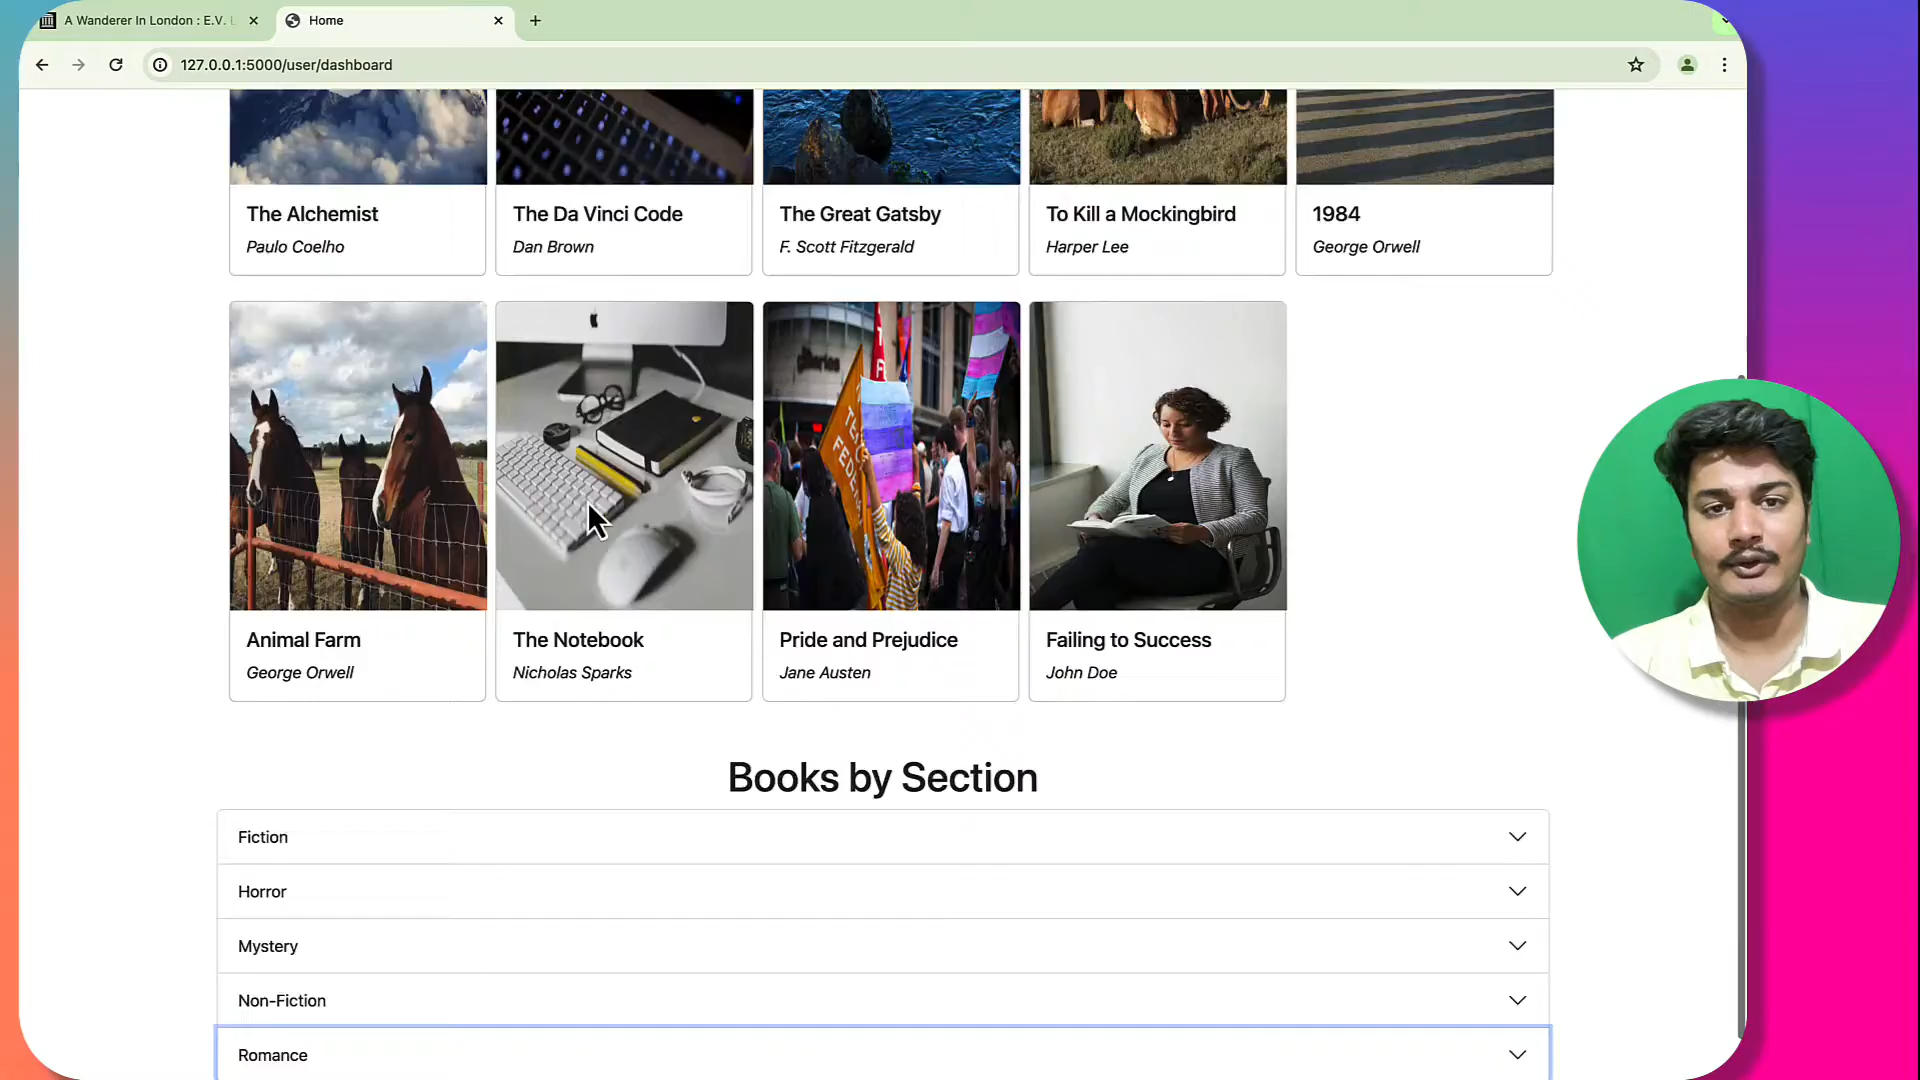 A Wanderer In London : E.V.
Home
127.0.0.1:5000/user/dashboard
The Alchemist
Paulo Coelho
The Da Vinci Code
Dan Brown
The Great Gatsby
F. Scott Fitzgerald
To Kill a Mockingbird
Harper Lee
1984
George Orwell
Animal Farm
George Orwell
The Notebook
Nicholas Sparks
Pride and Prejudice
Jane Austen
Failing to Success
John Doe
Books by Section
Fiction
Horror
Mystery
Non-Fiction
Romance